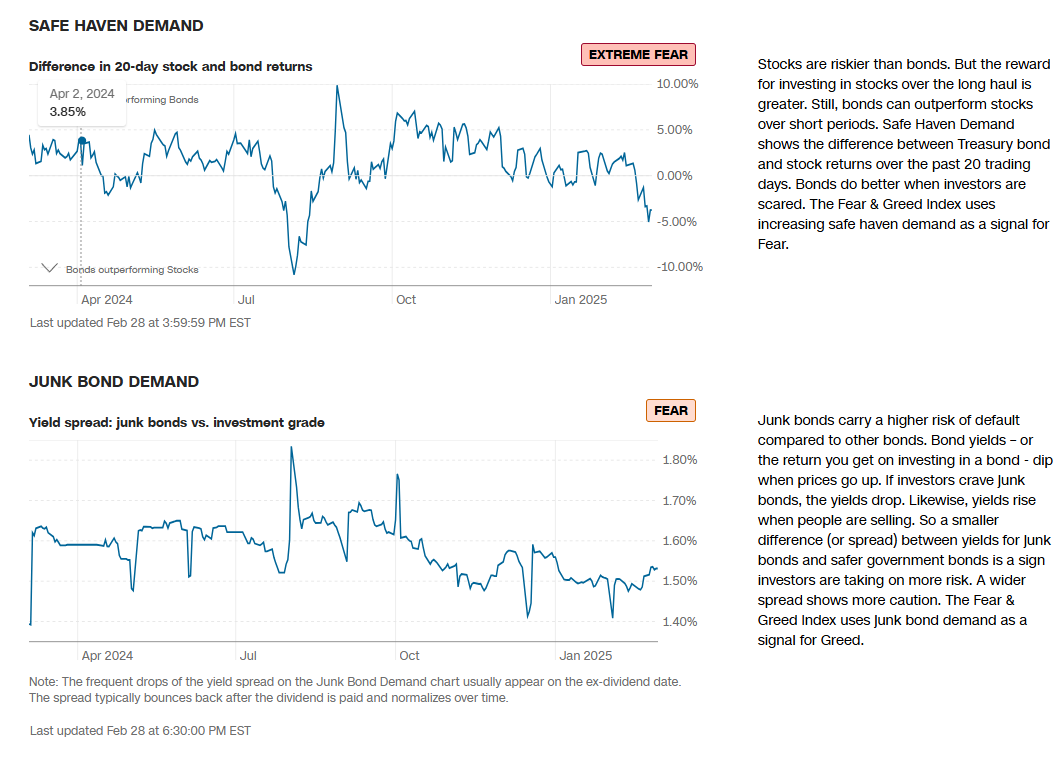 SAFE HAVEN DEMAND
EXTREME FEAR
Difference in 20-day stock and bond returns
Apr 2, 2024
3.85%
Bonds
10.00%
5.00%
0.00%
-5.00%
-10.00%
Bonds outperforming Stocks
Apr 2024
Jul
Oct
Jan 2025
Last updated Feb 28 at 3:59:59 PM EST
Stocks are riskier than bonds. But the reward
for investing in stocks over the long haul is
greater. Still, bonds can outperform stocks
over short periods. Safe Haven Demand
shows the difference between Treasury bond
and stock returns over the past 20 trading
days. Bonds do better when investors are
scared. The Fear & Greed Index uses
increasing safe haven demand as a signal for
Fear.
JUNK BOND DEMAND
FEAR
Yield spread: junk bonds vs. investment grade
1.80%
1.70%
1.60%
1.50%
1.40%
Apr 2024
Jul
Oct
Jan 2025
Note: The frequent drops of the yield spread on the Junk Bond Demand chart usually appear on the ex-dividend date.
The spread typically bounces back after the dividend is paid and normalizes over time.
Last updated Feb 28 at 6:30:00 PM EST
Junk bonds carry a higher risk of default
compared to other bonds. Bond yields – or
the return you get on investing in a bond - dip
when prices go up. If investors crave junk
bonds, the yields drop. Likewise, yields rise
when people are selling. So a smaller
difference (or spread) between yields for junk
bonds and safer government bonds is a sign
investors are taking on more risk. A wider
spread shows more caution. The Fear &
Greed Index uses junk bond demand as a
signal for Greed.